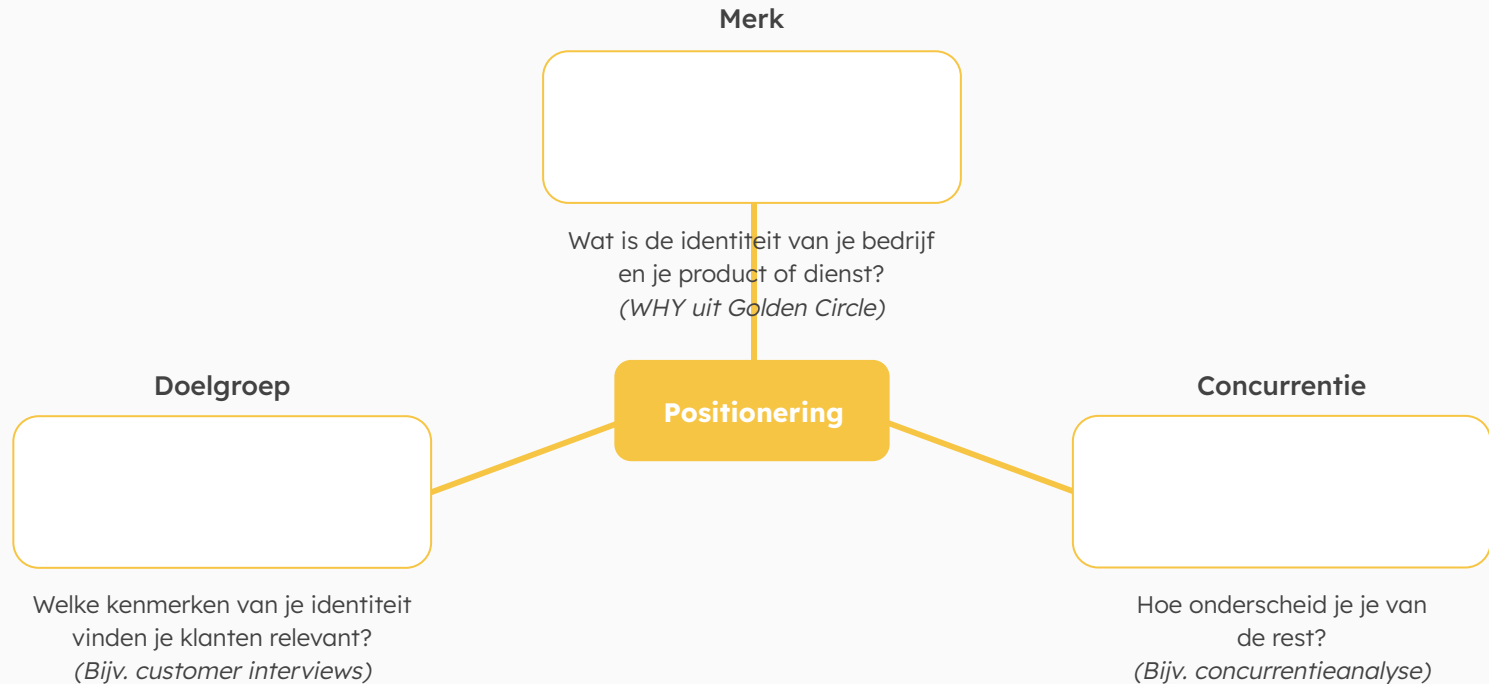 Merk
Wat is de identiteit van je bedrijf
en je product of dienst?
(WHY uit Golden Circle)
Positionering
Doelgroep
Welke kenmerken van je identiteit
vinden je klanten relevant?
(Bijv. customer interviews)
Concurrentie
Hoe onderscheid je je van
de rest?
(Bijv. concurrentieanalyse)